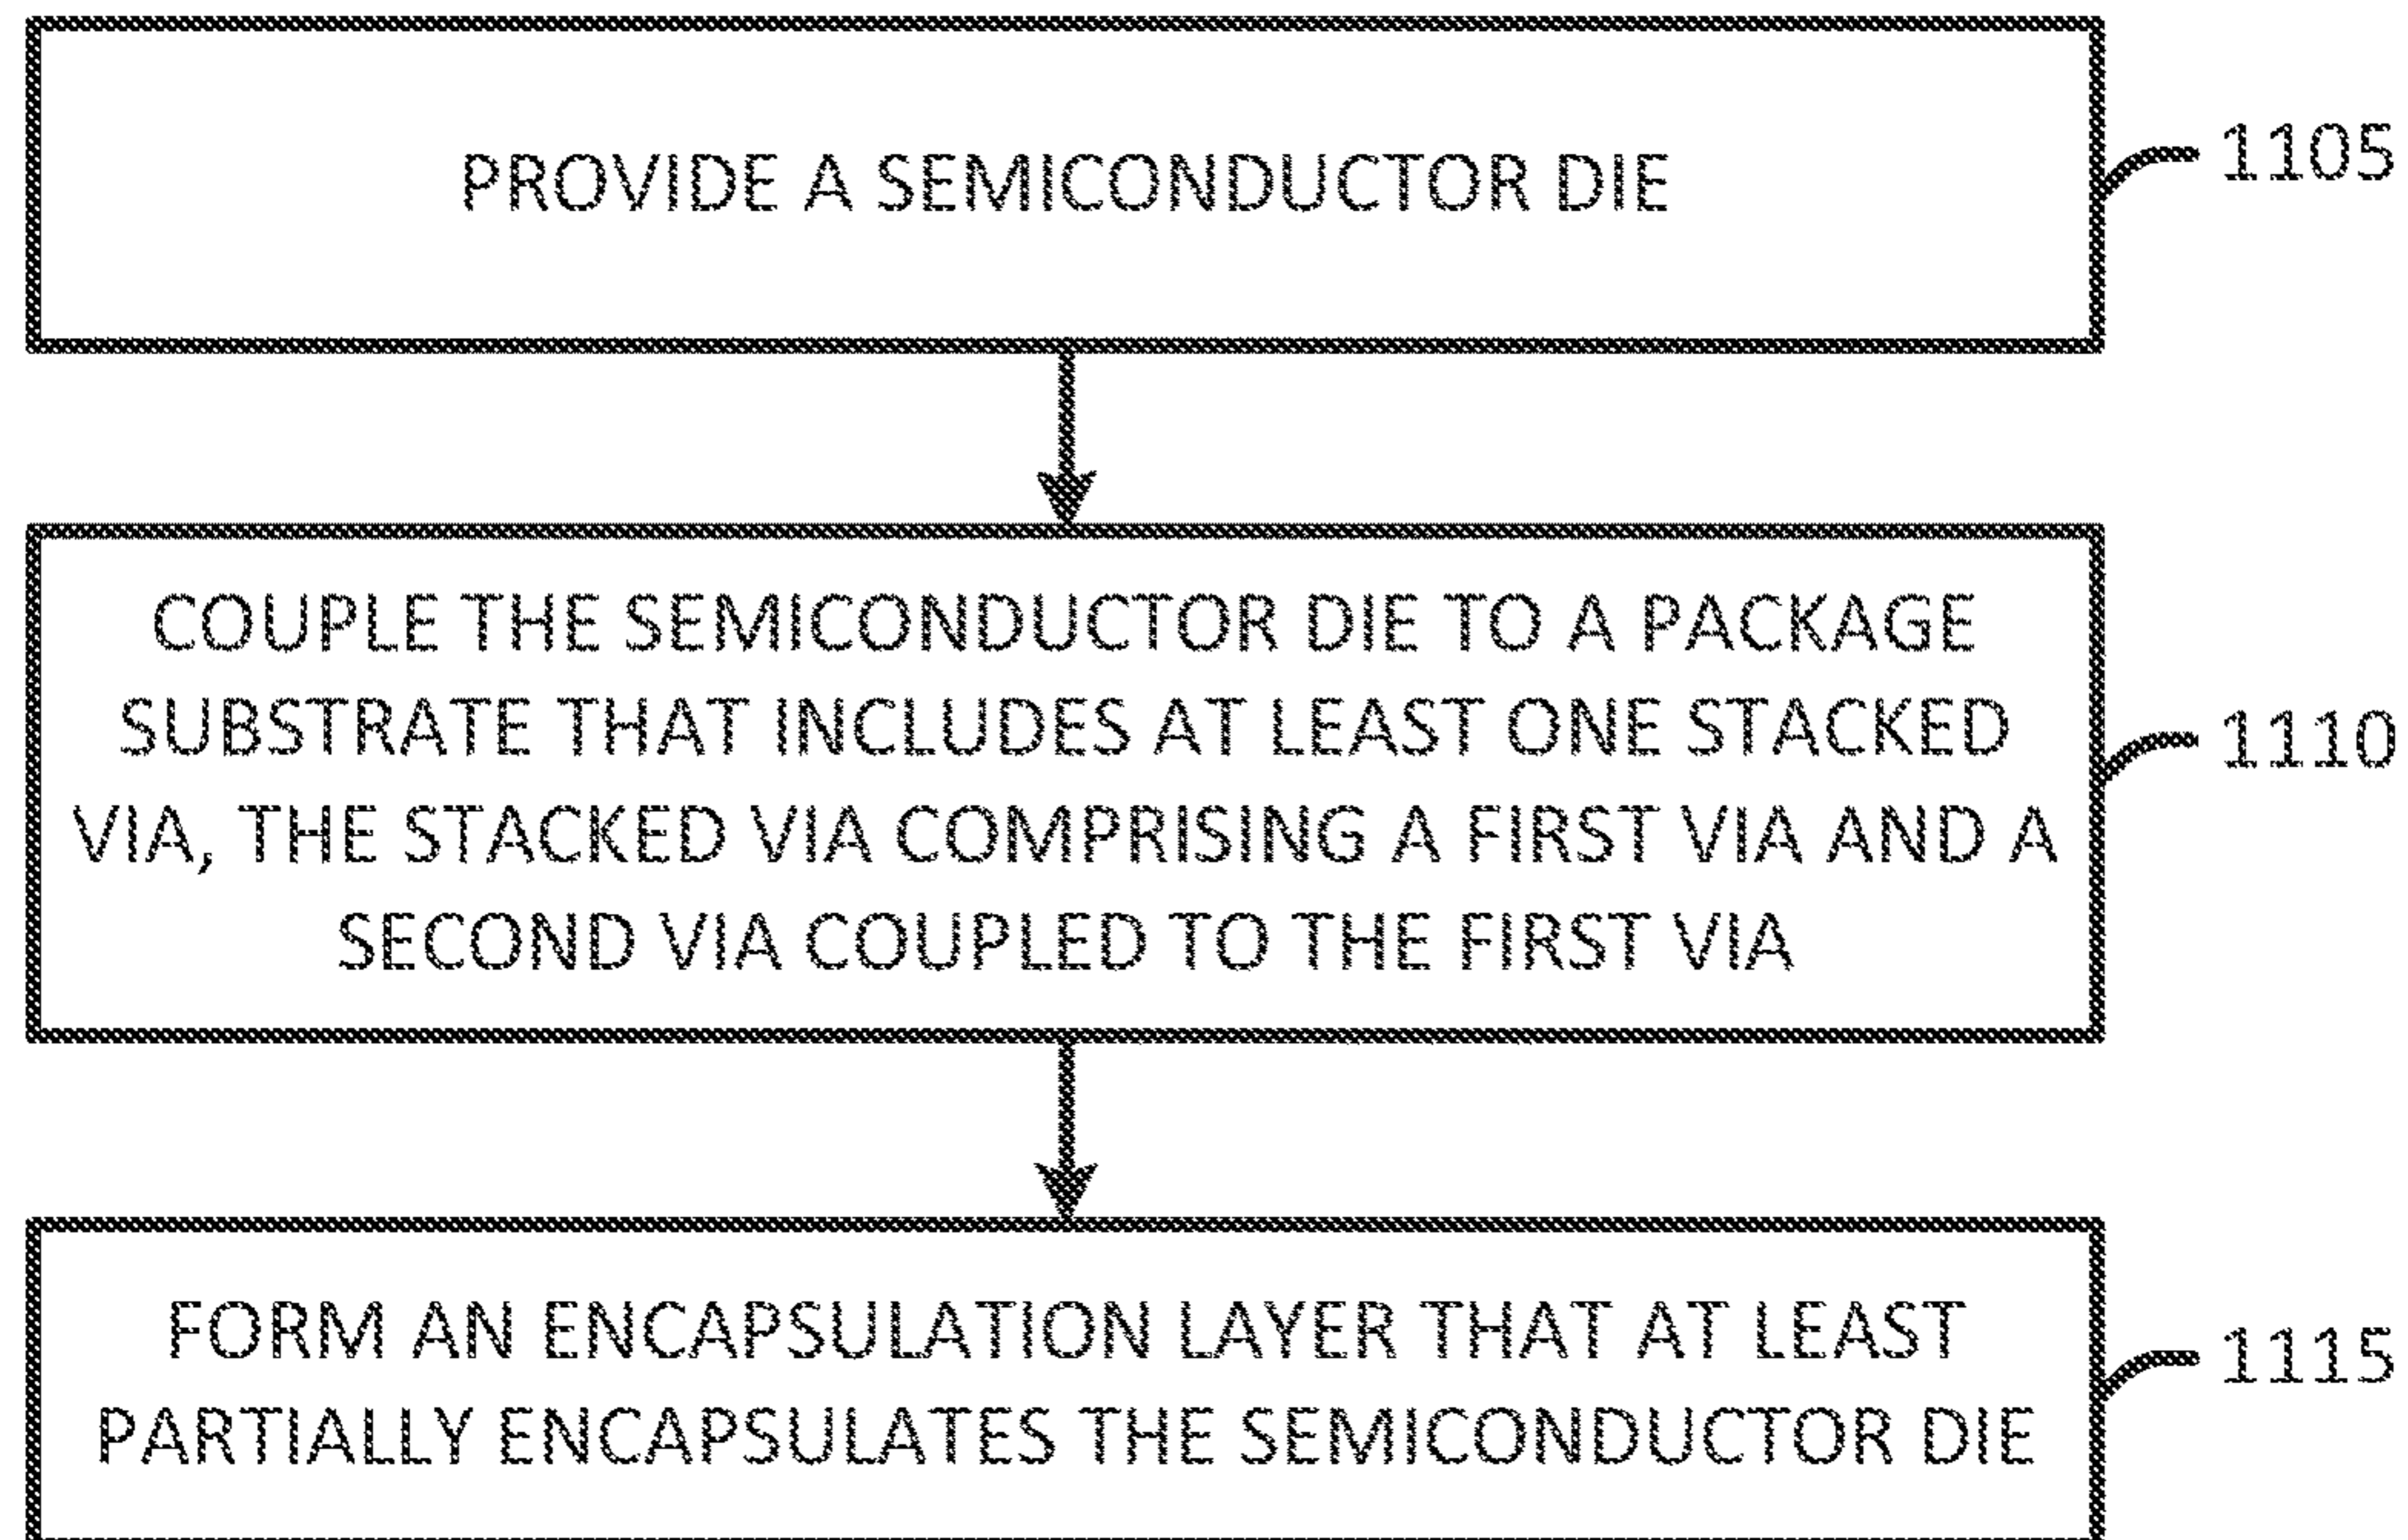 PROVIDE A SEMICONDUCTOR DIE
1105
COUPLE THE SEMICONDUCTOR DIE TO A PACKAGE
SUBSTRATE THAT INCLUDES AT LEAST ONE STACKED
VIA, THE STACKED VIA COMPRISING A FIRST VIA AND A
SECOND VIA COUPLED TO THE FIRST VIA
1110
FORM AN ENCAPSULATION LAYER THAT AT LEAST
PARTIALLY ENCAPSULATES THE SEMICONDUCTOR DIE
1115